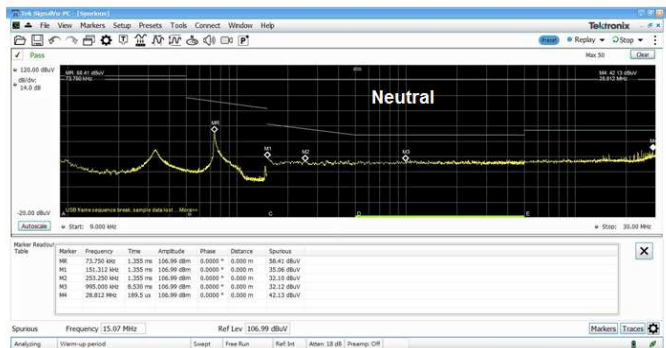 Tek SignalVu PC - [Spurious]
File View Markers Setup Presets Tools Connect Window Help
Tektronix
Preset Replay Stop
Pass
Max 50 Clear
120.00 dBuV
dB/div:
14.0 dB
MR: 58.41 dBuV
73.750 kHz
M4: 42.13 dBuV
28.812 MHz
Neutral
MR
M1
M2
M3
USB frame sequence break, sample data lost ... More>>
-20.00 dBuV
A B C D E
Autoscale Start: 9.000 kHz Stop: 30.00 MHz
Marker Readout
Table
Marker Frequency Time Amplitude Phase Distance Spurious
MR 73.750 kHz 1.355 ms 106.99 dBm 0.0000 ° 0.000 m 58.41 dBuV
M1 151.312 kHz 1.355 ms 106.99 dBm 0.0000 ° 0.000 m 35.06 dBuV
M2 253.250 kHz 1.355 ms 106.99 dBm 0.0000 ° 0.000 m 32.10 dBuV
M3 995.000 kHz 8.530 ms 106.99 dBm 0.0000 ° 0.000 m 32.12 dBuV
M4 28.812 MHz 189.5 us 106.99 dBm 0.0000 ° 0.000 m 42.13 dBuV
Spurious Frequency 15.07 MHz Ref Lev 106.99 dBuV Markers Traces
Analyzing Warm-up period Swept Free Run Ref: Int Atten: 18 dB Preamp: Off